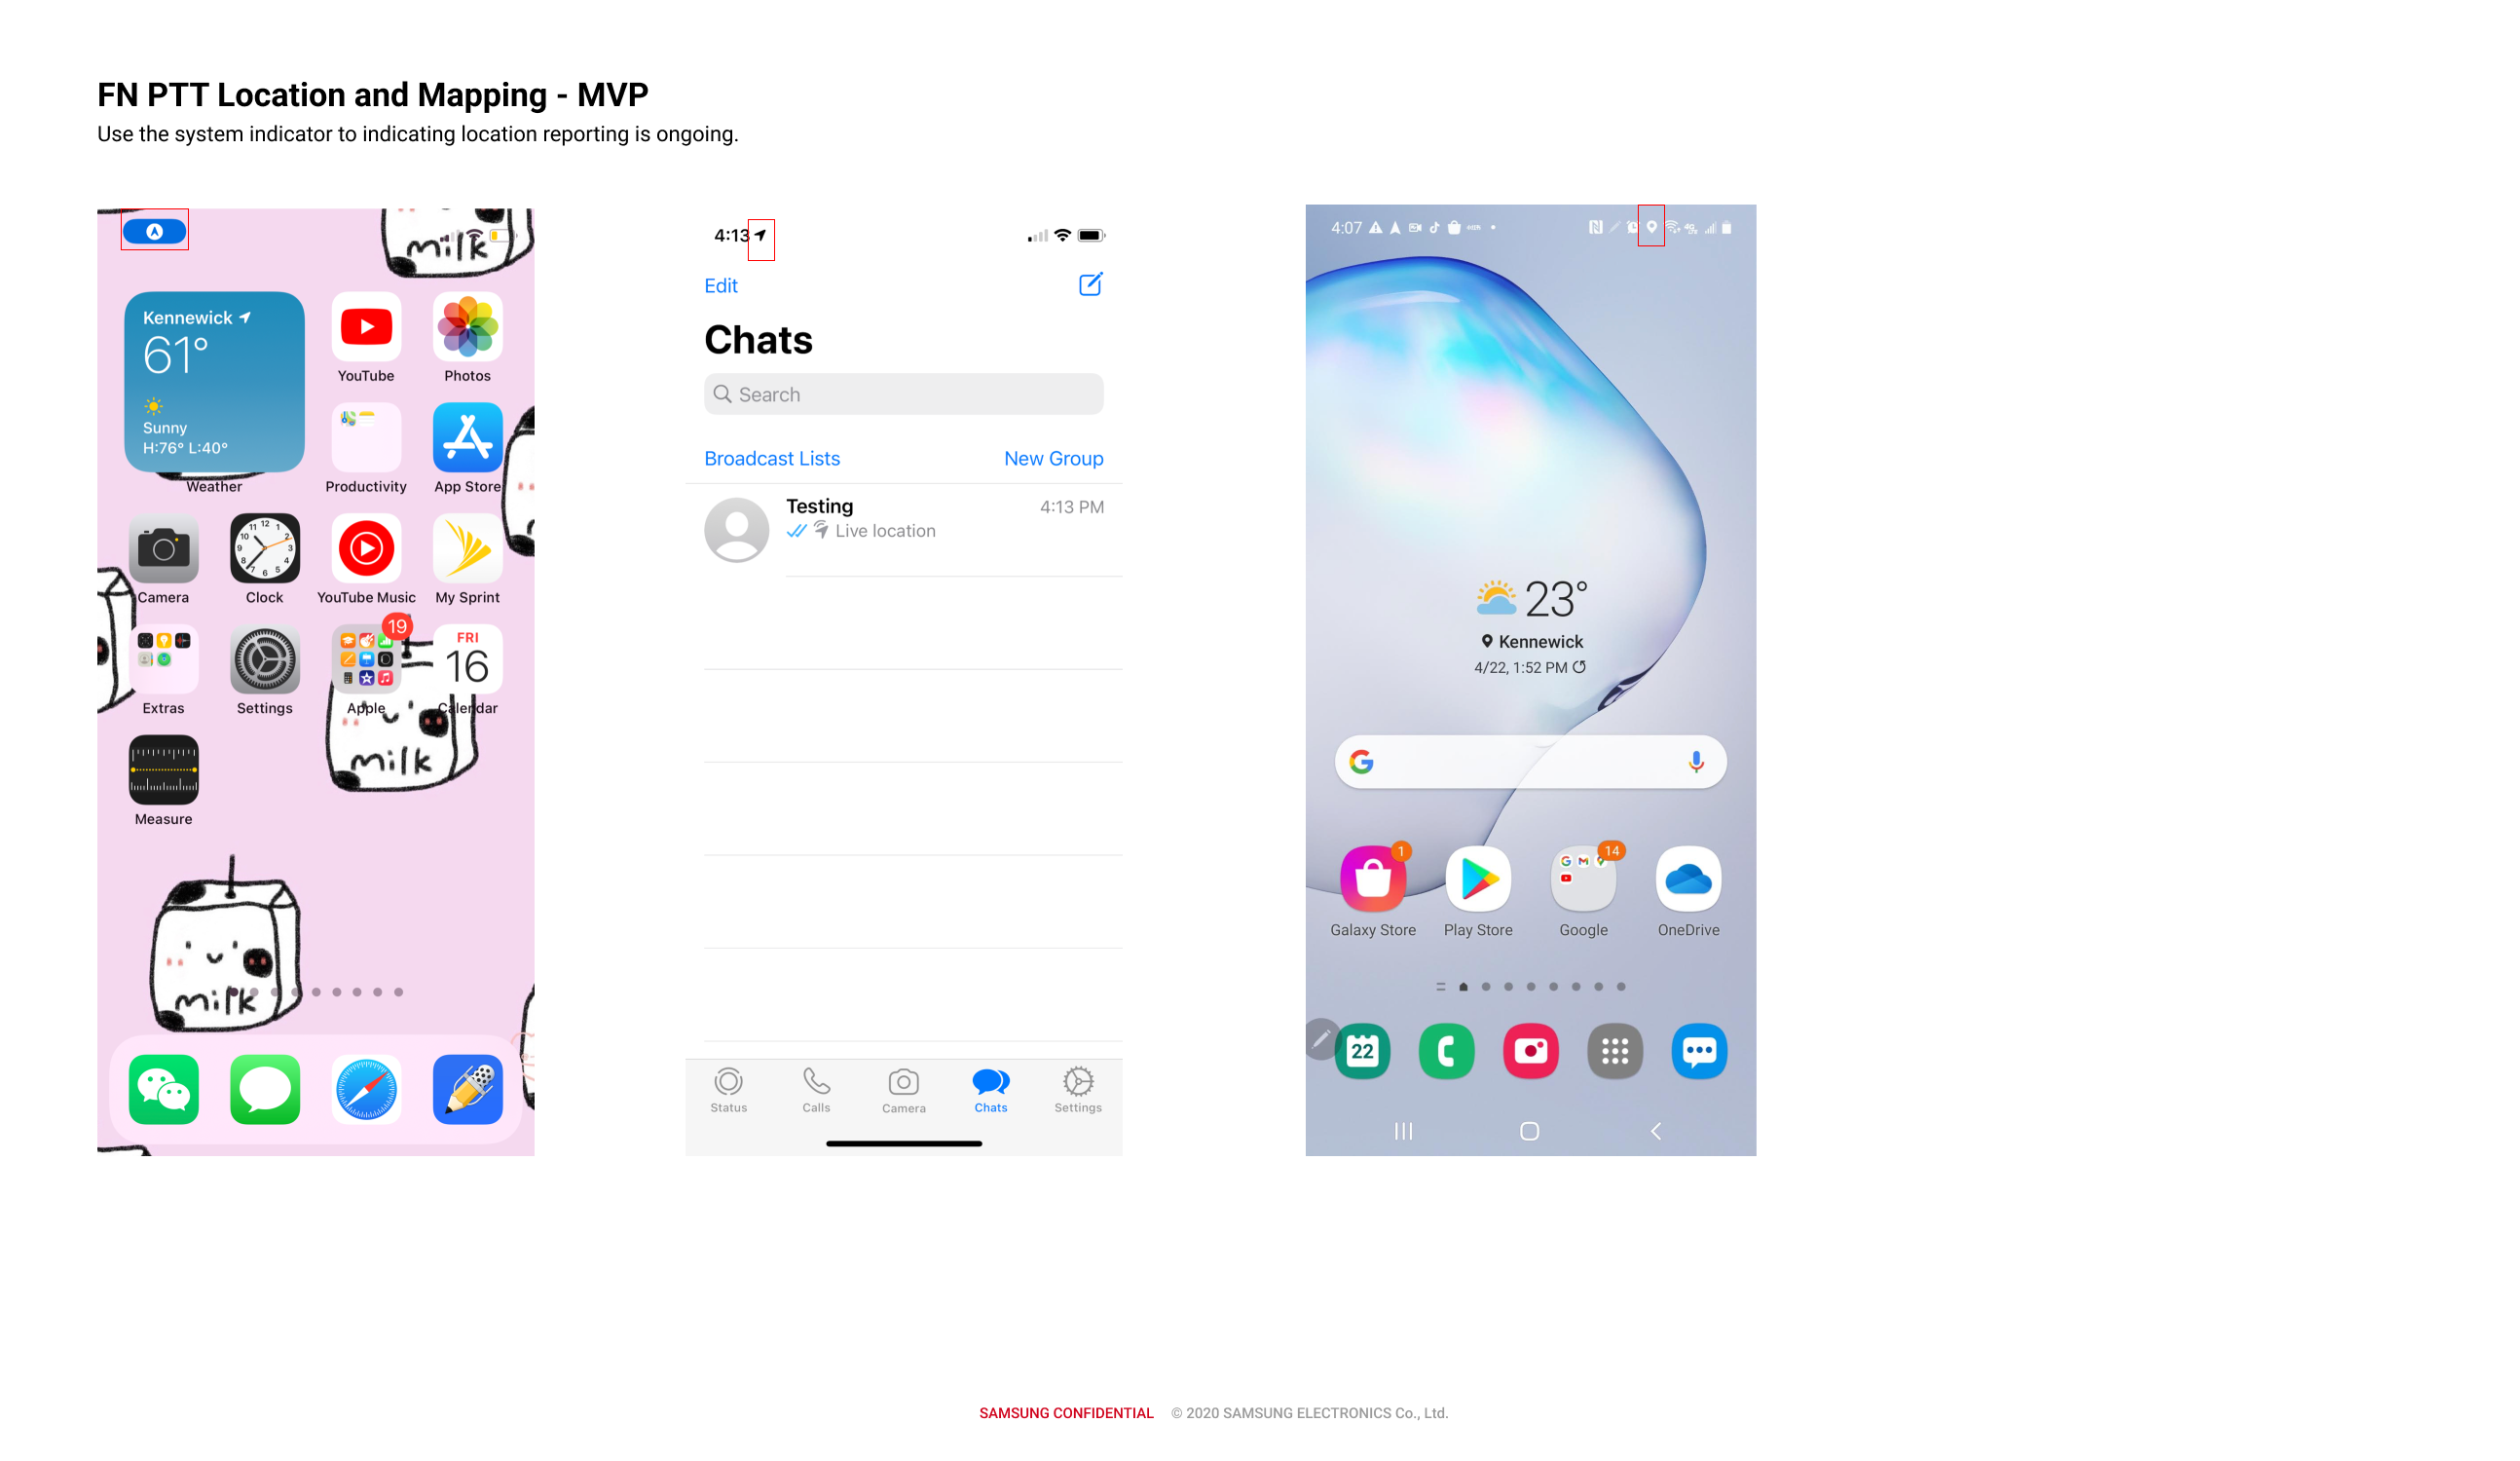 FN PTT Location and Mapping - MVP
Use the system indicator to indicating location reporting is ongoing.
milk
Kennewick
61°
Sunny
H:76° L:40°
Weather
YouTube
Photos
Productivity
App Store
Camera
Clock
YouTube Music
My Sprint
19
FRI
16
Extras
Settings
Apple
Calendar
milk
Measure
milk
4:13
Edit
Chats
Search
Broadcast Lists
New Group
Testing
4:13 PM
Live location
Status
Calls
Camera
Chats
Settings
4:07
23°
Kennewick
4/22, 1:52 PM
1
14
Galaxy Store
Play Store
Google
OneDrive
22
SAMSUNG CONFIDENTIAL © 2020 SAMSUNG ELECTRONICS Co., Ltd.